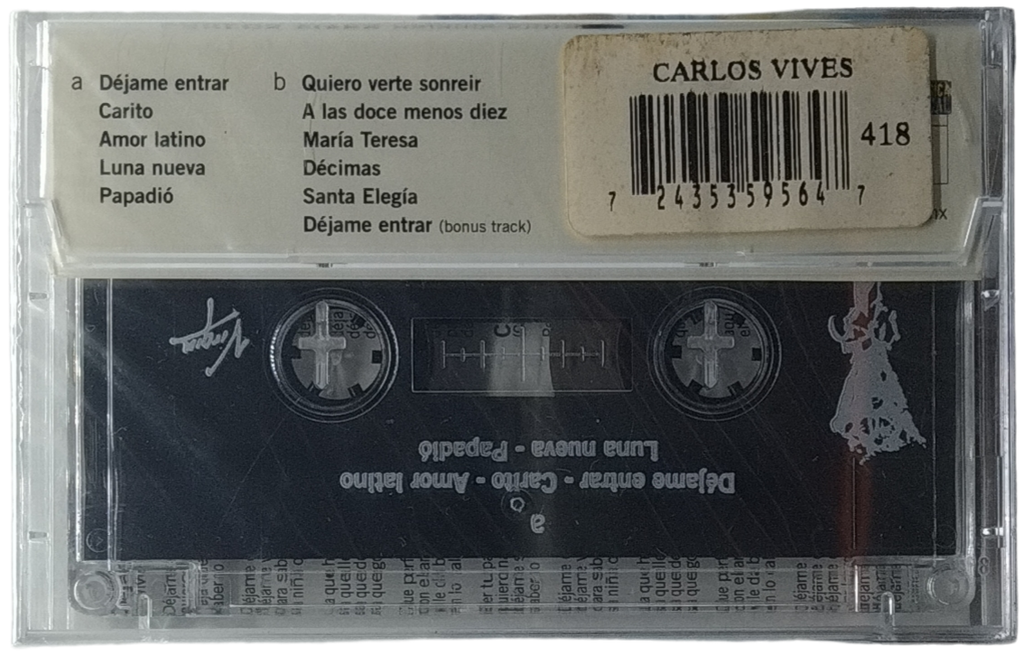 a Déjame entrar
Carito
Amor latino
Luna nueva
Papadió
b Quiero verte sonreir
A las doce menos diez
María Teresa
Décimas
Santa Elegía
Déjame entrar (bonus track)
CARLOS VIVES
418
7 24353 59564 7
Virgin
a
Déjame entrar - Carito - Amor latino
Luna nueva - Papadió